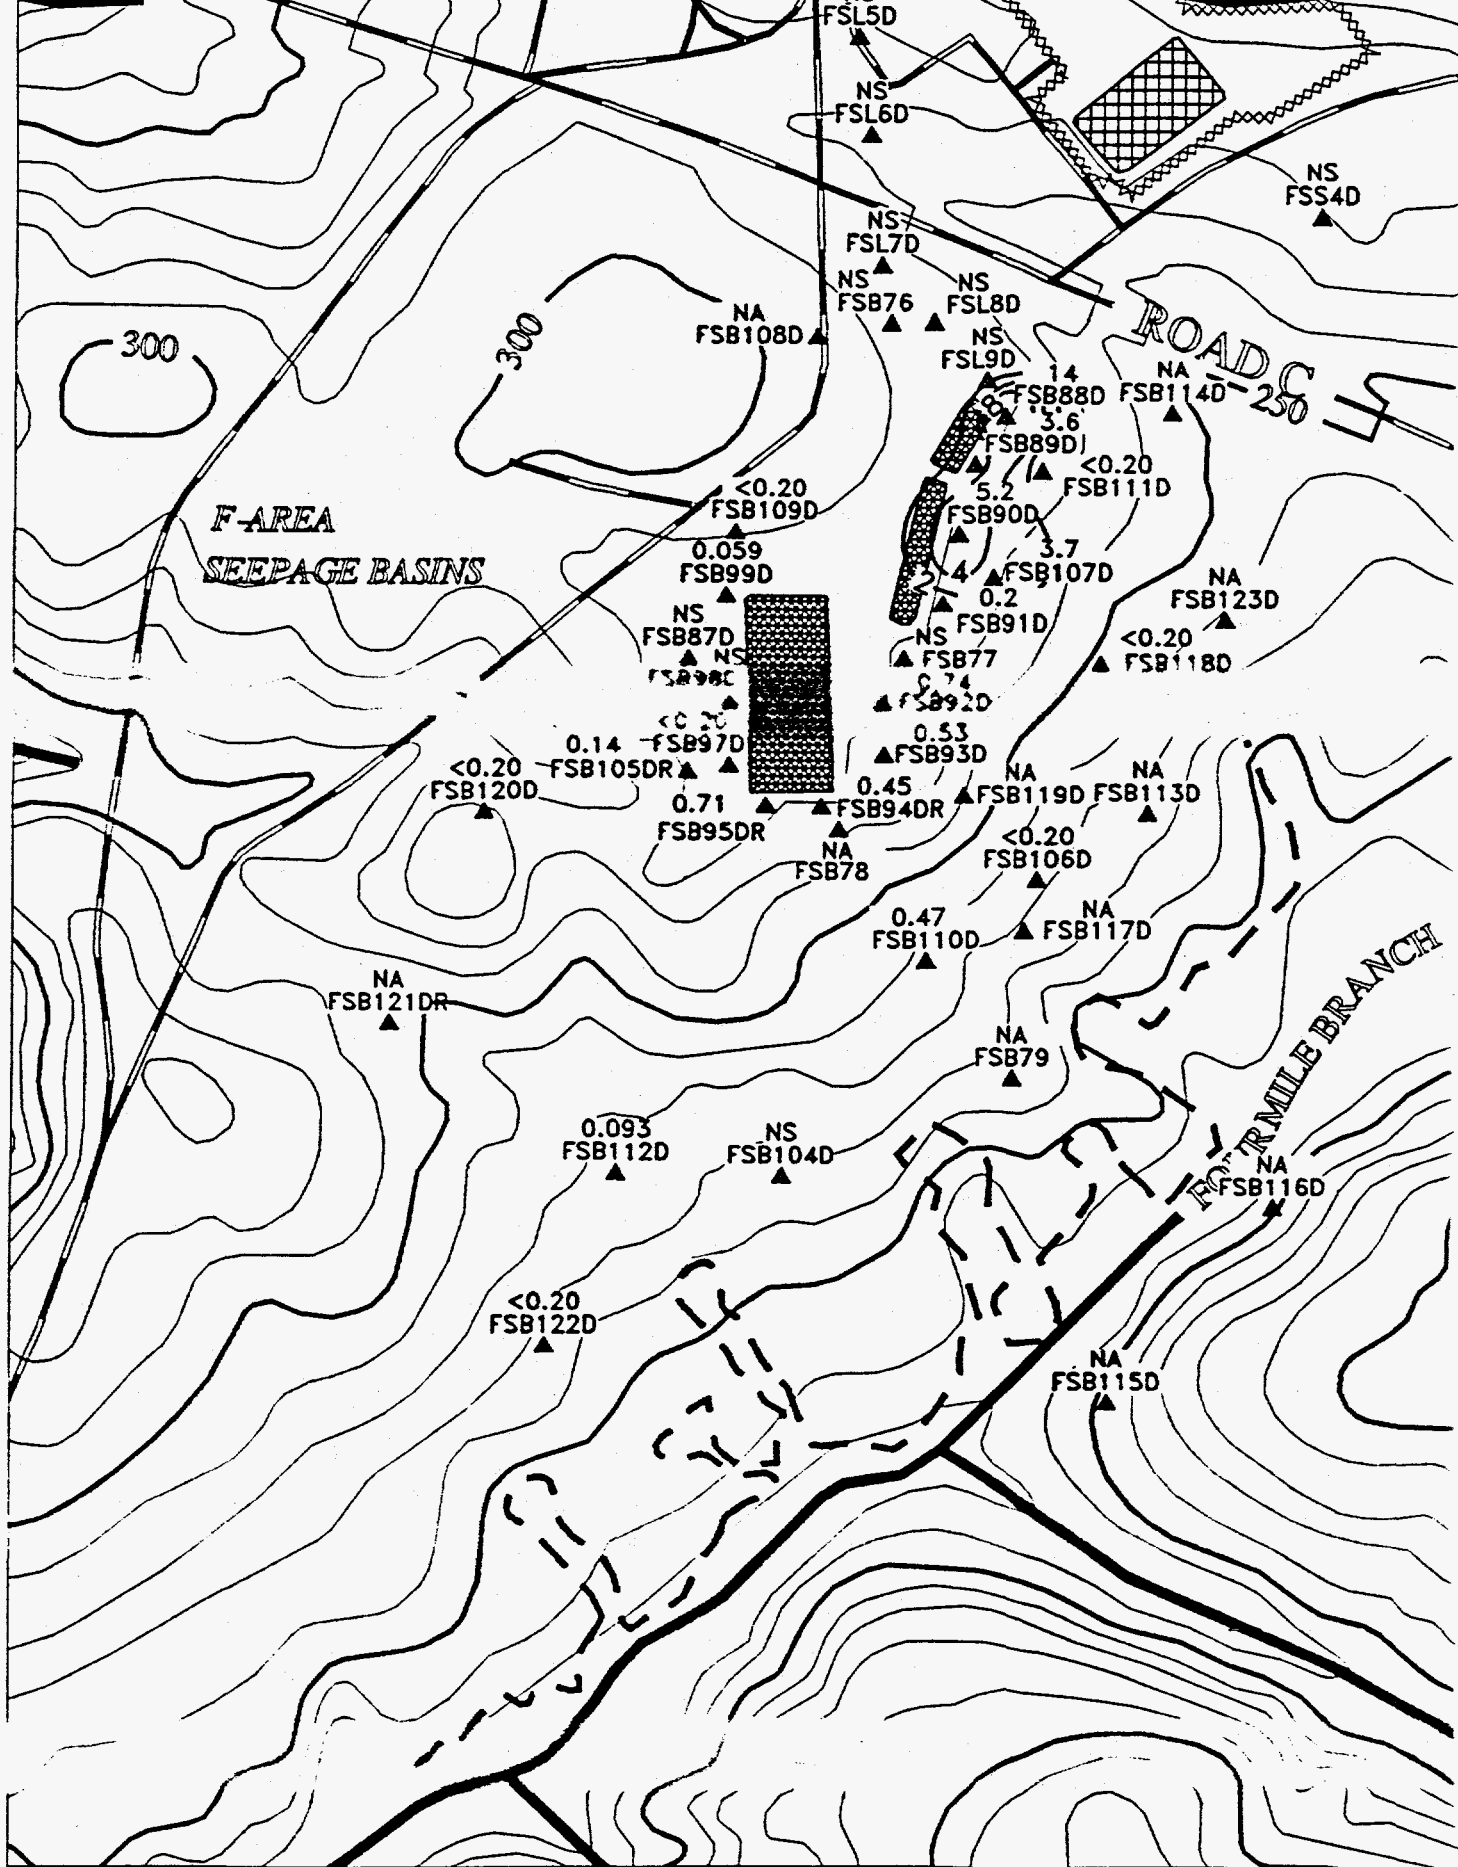 FSL5D
NS
FSL6D
NS
FSS4D
NS
FSL7D
NS
FSB76
NS
FSL8D
NA
FSB108D
NS
FSL9D
ROAD C
300
300
14
FSB88D
NA
FSB114D
250
8
3.6
FSB89D
<0.20
FSB111D
<0.20
FSB109D
5.2
FSB90D
F-AREA
SEEPAGE BASINS
0.059
FSB99D
3.7
FSB107D
2
4
0.2
FSB91D
NA
FSB123D
NS
FSB87D
NS
NS
FSB77
<0.20
FSB118D
FSB92D
FSB97D
0.53
FSB93D
0.14
FSB105DR
<0.20
FSB120D
0.71
FSB95DR
0.45
FSB94DR
NA
FSB119D
NA
FSB113D
NA
FSB78
<0.20
FSB106D
0.47
FSB110D
NA
FSB117D
NA
FSB121DR
NA
FSB79
MILE BRANCH
0.093
FSB112D
NS
FSB104D
NA
FSB116D
<0.20
FSB122D
NA
FSB115D